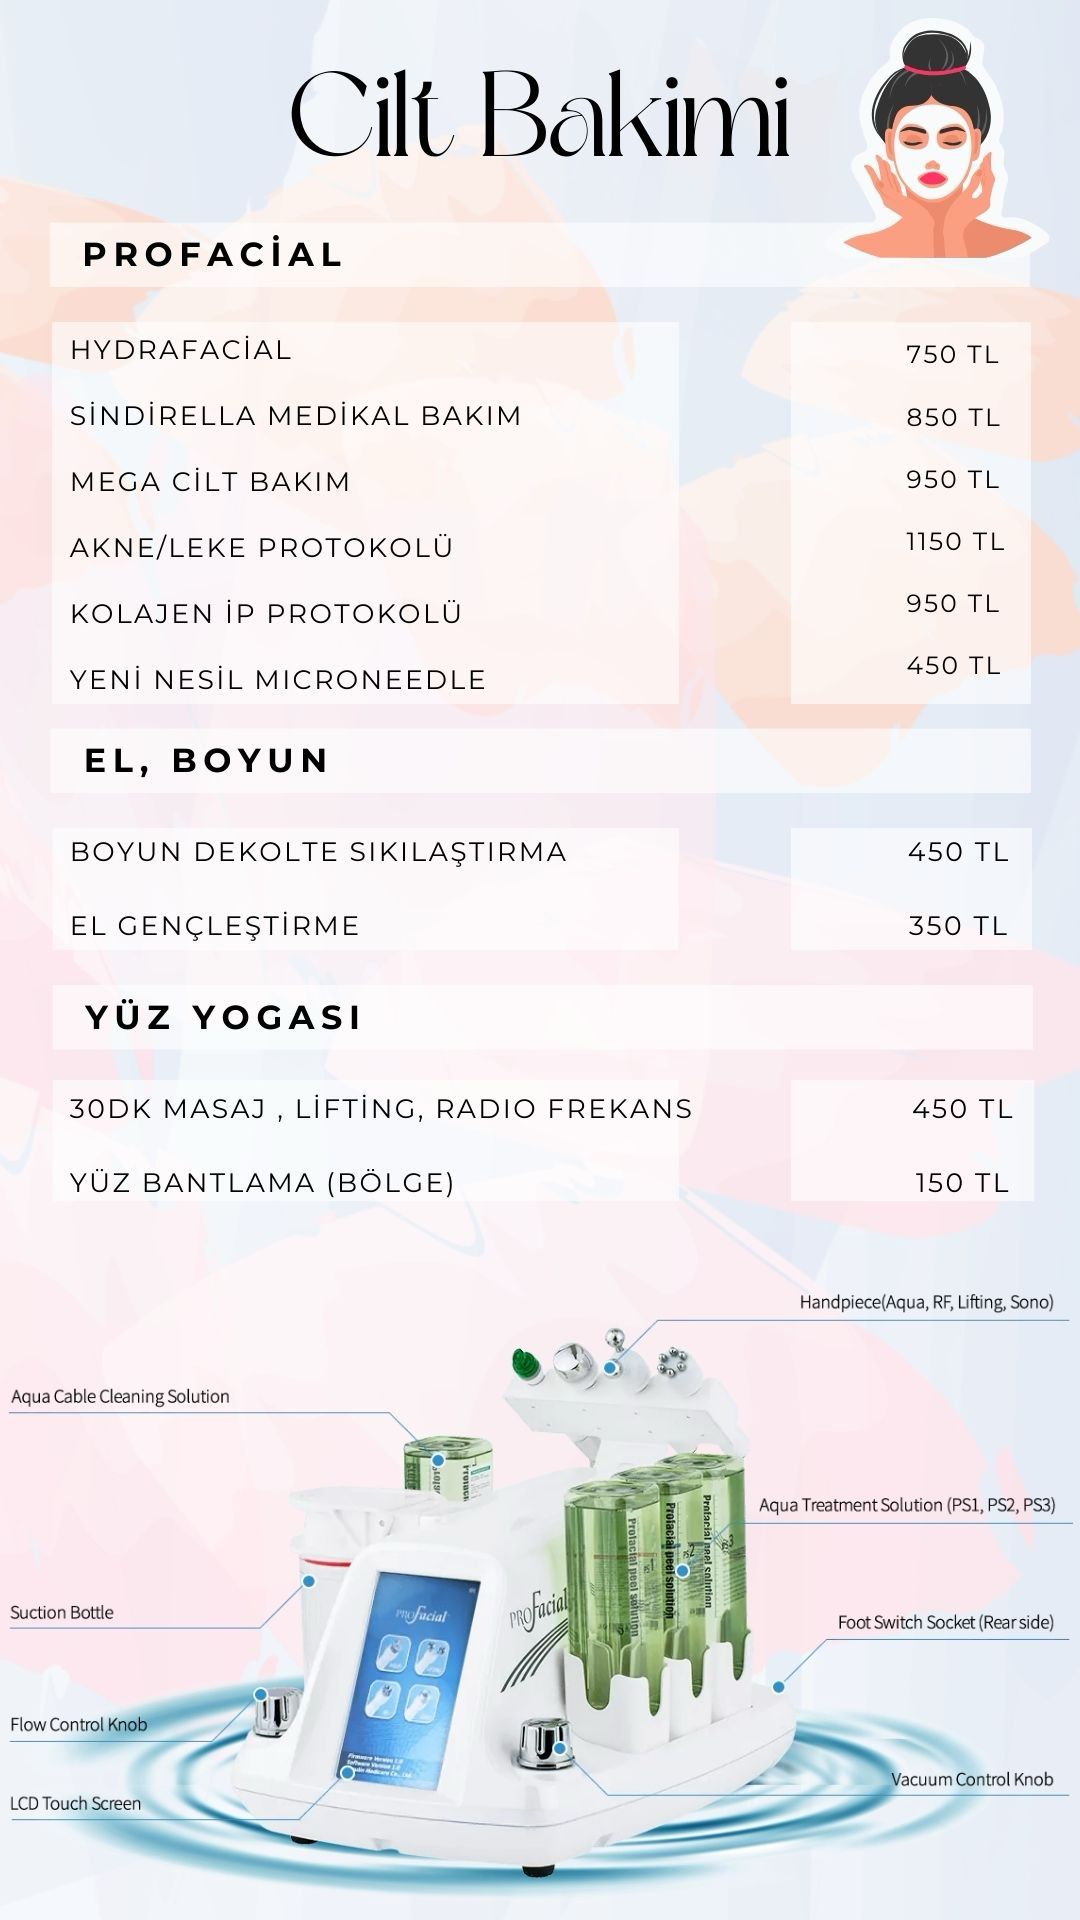 Cilt Bakimi
PROFACİAL
HYDRAFACİAL 750 TL
SİNDİRELLA MEDİKAL BAKIM 850 TL
MEGA CİLT BAKIM 950 TL
AKNE/LEKE PROTOKOLÜ 1150 TL
KOLAJEN İP PROTOKOLÜ 950 TL
YENİ NESİL MICRONEEDLE 450 TL
EL, BOYUN
BOYUN DEKOLTE SIKILAŞTIRMA 450 TL
EL GENÇLEŞTİRME 350 TL
YÜZ YOGASI
30DK MASAJ , LİFTİNG, RADIO FREKANS 450 TL
YÜZ BANTLAMA (BÖLGE) 150 TL
Handpiece(Aqua, RF, Lifting, Sono)
Aqua Cable Cleaning Solution
Aqua Treatment Solution (PS1, PS2, PS3)
Profacial peel solution
Profacial peel solution
Profacial peel solution
PROfacial
PROfacial
Suction Bottle
Foot Switch Socket (Rear side)
Flow Control Knob
Vacuum Control Knob
LCD Touch Screen